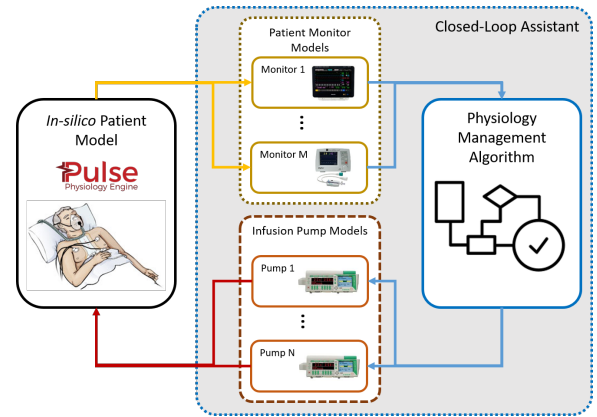 Closed-Loop Assistant
Patient Monitor
Models
Monitor 1
Monitor M
In-silico Patient
Model
Pulse
Physiology Engine
Physiology
Management
Algorithm
Infusion Pump Models
Pump 1
Pump N